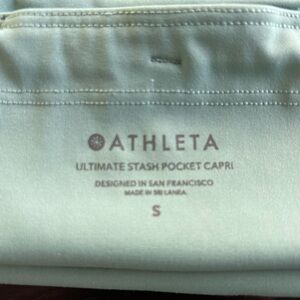 ATHLETA
ULTIMATE STASH POCKET CAPRI
DESIGNED IN SAN FRANCISCO
MADE IN SRI LANKA
S